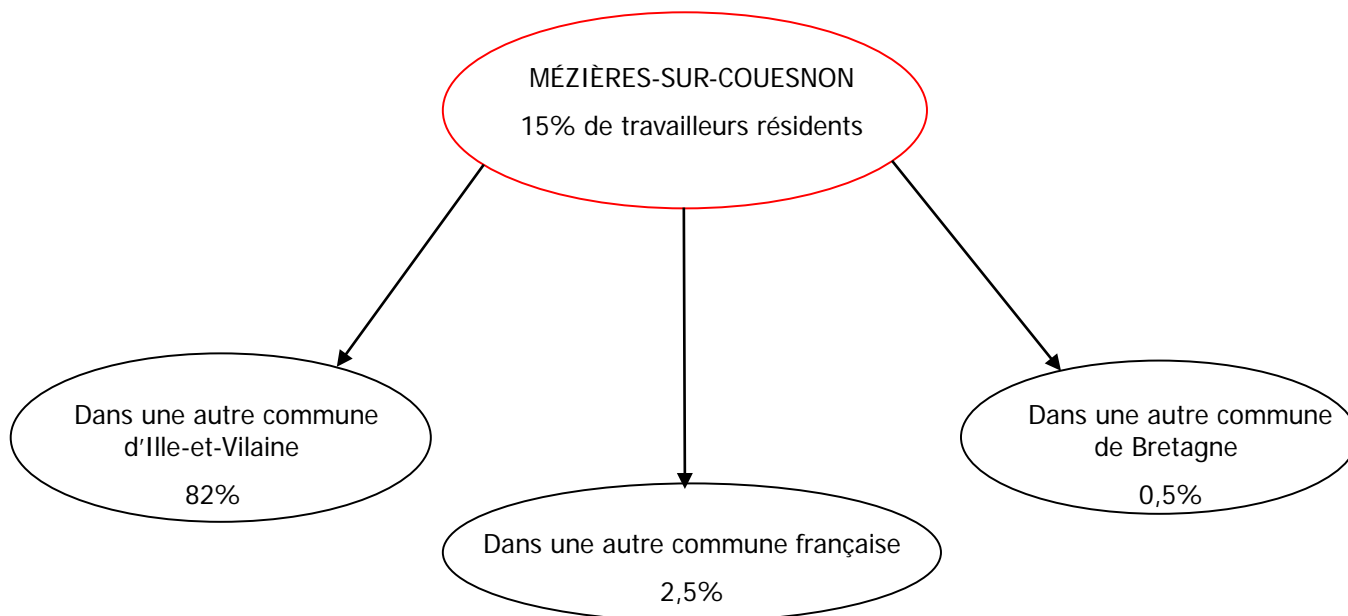 MÉZIÈRES-SUR-COUESNON
15% de travailleurs résidents
Dans une autre commune
d'Ille-et-Vilaine
82%
Dans une autre commune française
2,5%
Dans une autre commune
de Bretagne
0,5%